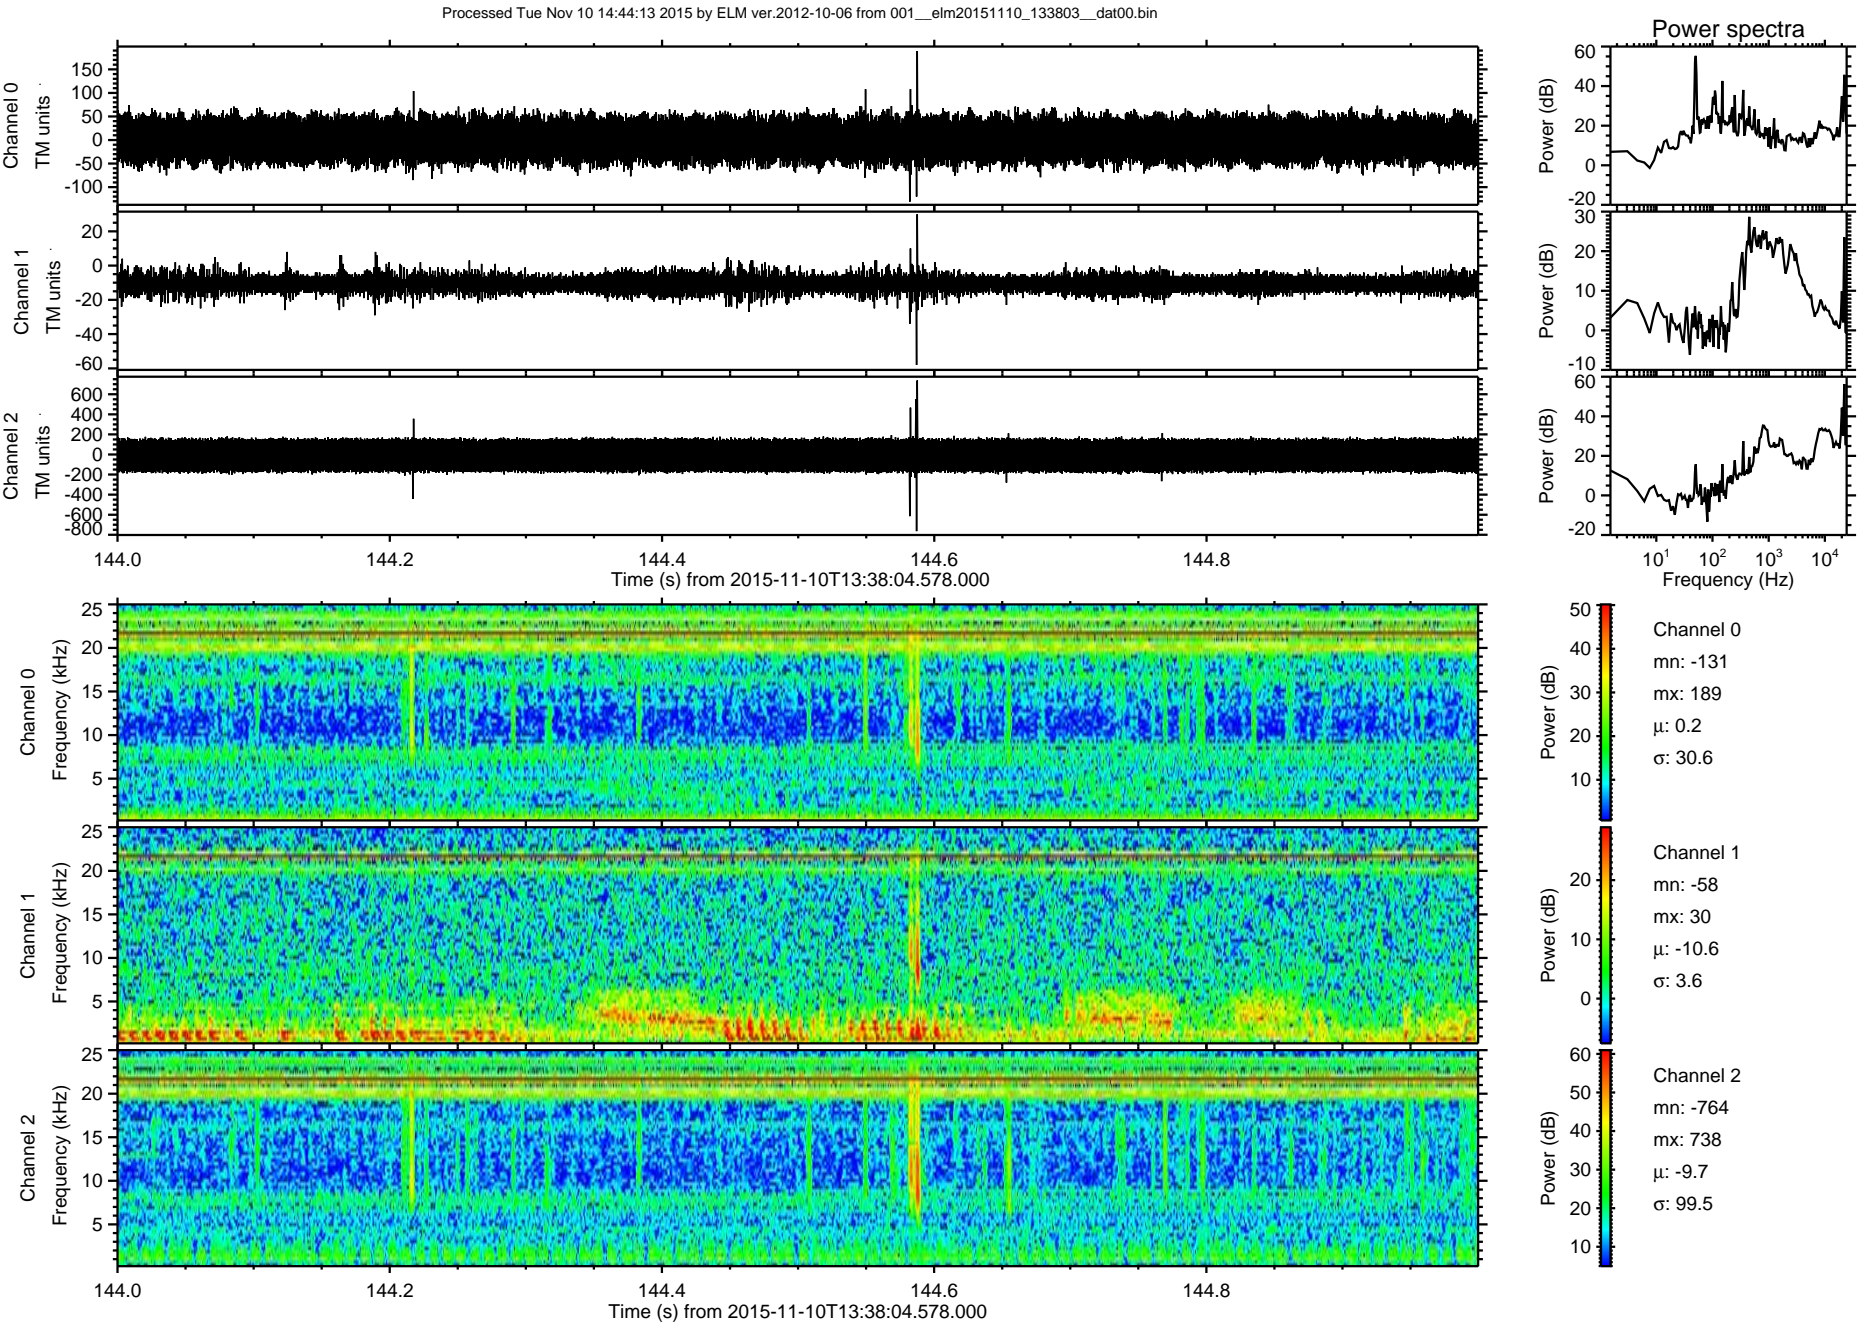 Processed Tue Nov 10 14:44:13 2015 by ELM ver.2012-10-06 from 001__elm20151110_133803__dat00.bin
Power spectra
Channel 0
TM units
150
100
50
0
-50
-100
Power (dB)
60
40
20
0
-20
Channel 1
TM units
20
0
-20
-40
-60
Power (dB)
30
20
10
0
-10
Channel 2
TM units
600
400
200
0
-200
-400
-600
-800
Power (dB)
60
40
20
0
-20
144.0 144.2 144.4 144.6 144.8
Time (s) from 2015-11-10T13:38:04.578.000
10¹ 10² 10³ 10⁴
Frequency (Hz)
Channel 0
Frequency (kHz)
25
20
15
10
5
Power (dB)
50
40
30
20
10
Channel 0
mn: -131
mx: 189
μ: 0.2
σ: 30.6
Channel 1
Frequency (kHz)
25
20
15
10
5
Power (dB)
20
10
0
Channel 1
mn: -58
mx: 30
μ: -10.6
σ: 3.6
Channel 2
Frequency (kHz)
25
20
15
10
5
Power (dB)
60
50
40
30
20
10
Channel 2
mn: -764
mx: 738
μ: -9.7
σ: 99.5
144.0 144.2 144.4 144.6 144.8
Time (s) from 2015-11-10T13:38:04.578.000